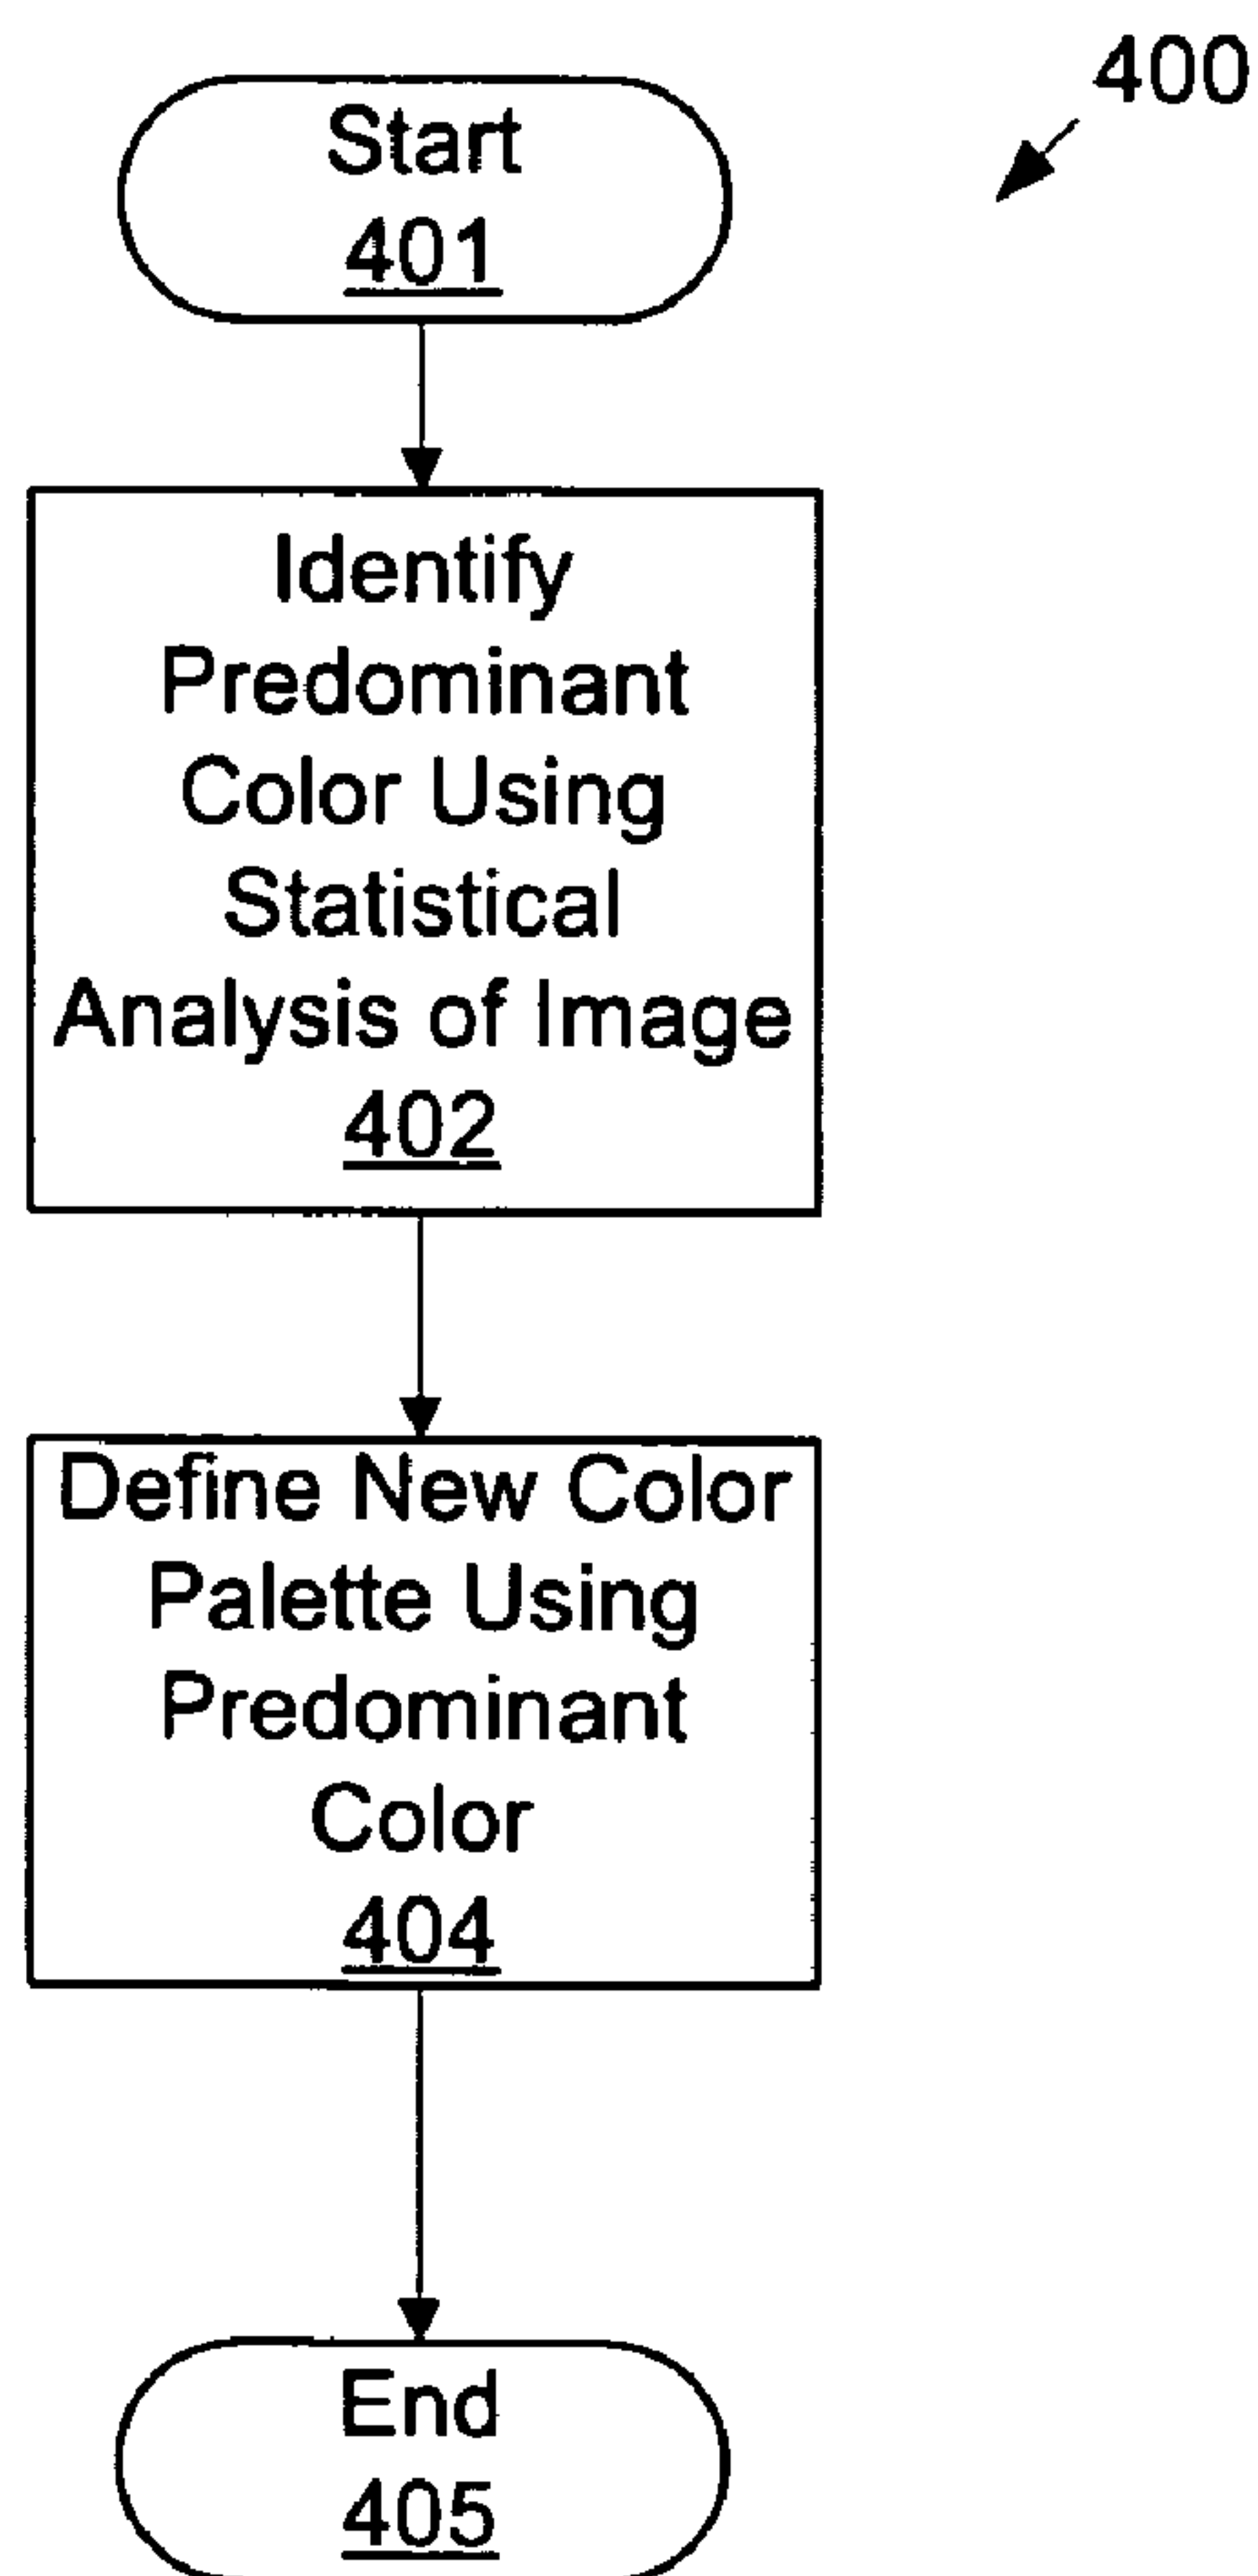 400
Start
401
Identify
Predominant
Color Using
Statistical
Analysis of Image
402
Define New Color
Palette Using
Predominant
Color
404
End
405